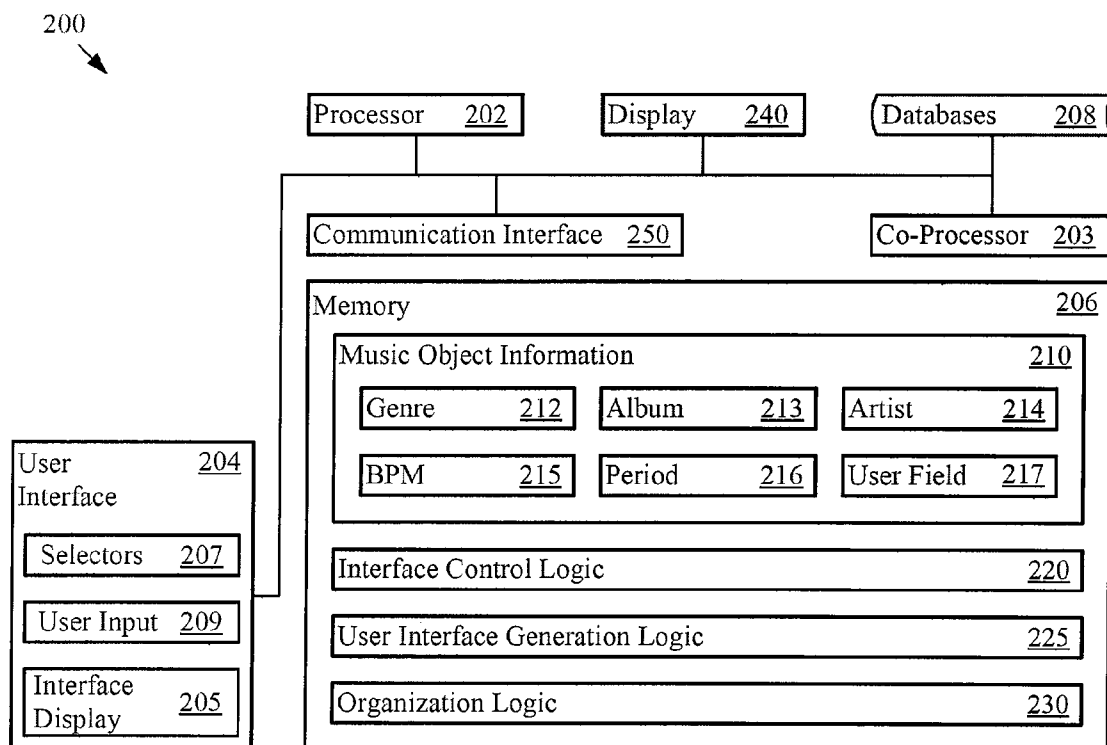 200
Processor 202
Display 240
Databases 208
Communication Interface 250
Co-Processor 203
Memory 206
Music Object Information 210
Genre 212
Album 213
Artist 214
BPM 215
Period 216
User Field 217
User 204
Interface
Selectors 207
User Input 209
Interface
Display 205
Interface Control Logic 220
User Interface Generation Logic 225
Organization Logic 230